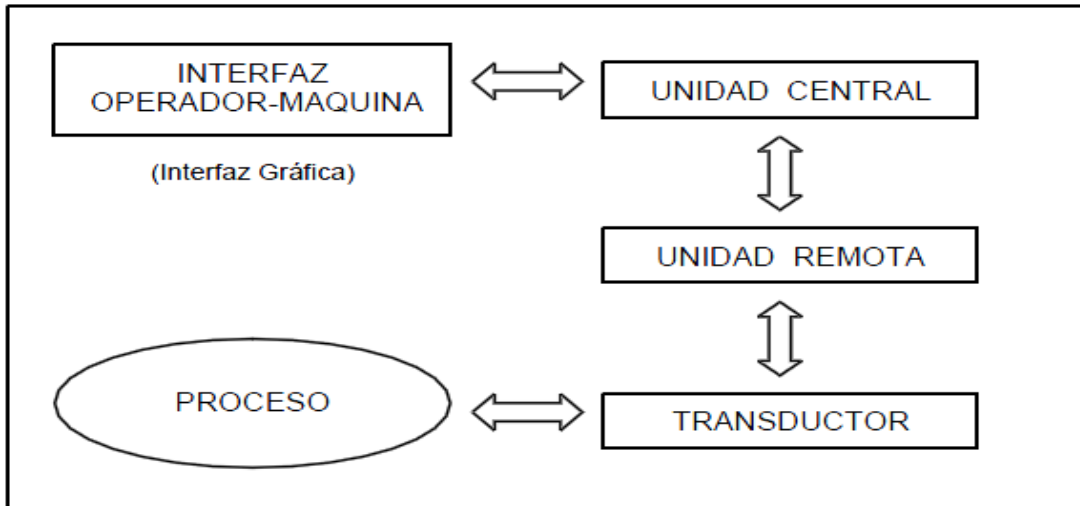 INTERFAZ
OPERADOR-MAQUINA
(Interfaz Gráfica)
UNIDAD CENTRAL
UNIDAD REMOTA
TRANSDUCTOR
PROCESO